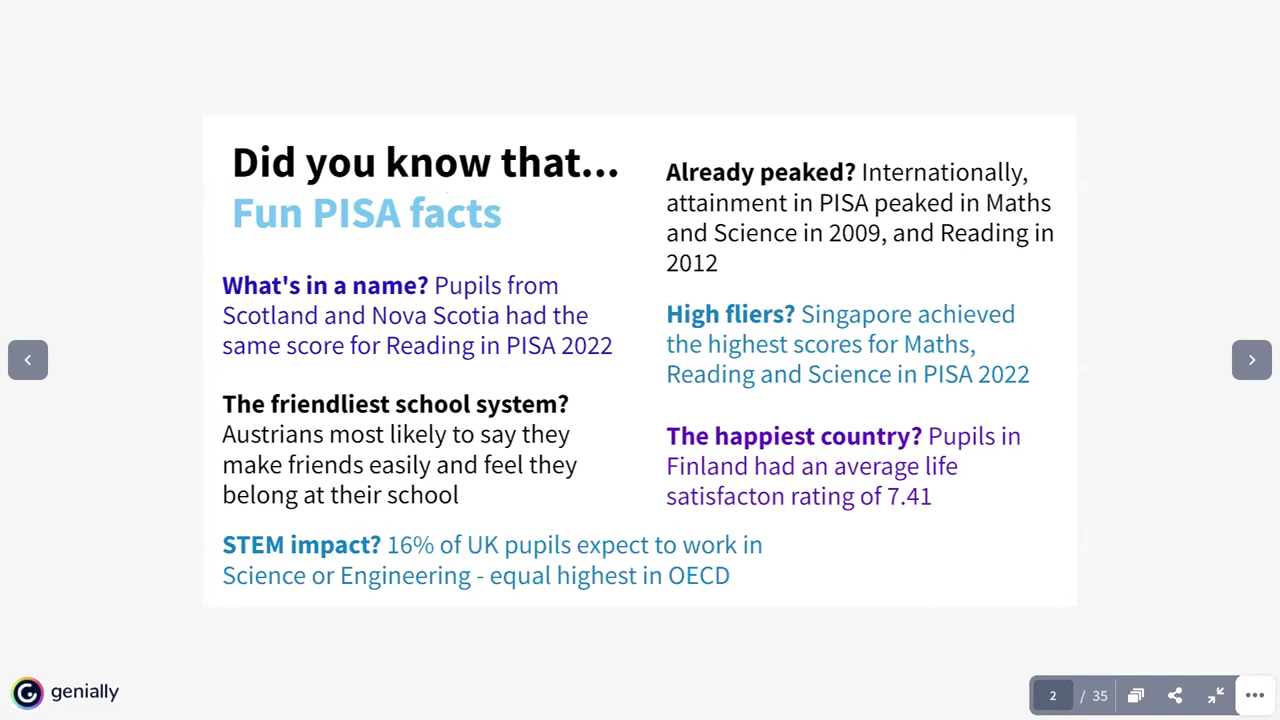 Did you know that...
Fun PISA facts
What's in a name? Pupils from
Scotland and Nova Scotia had the
same score for Reading in PISA 2022
The friendliest school system?
Austrians most likely to say they
make friends easily and feel they
belong at their school
STEM impact? 16% of UK pupils expect to work in
Science or Engineering - equal highest in OECD
Already peaked? Internationally,
attainment in PISA peaked in Maths
and Science in 2009, and Reading in
2012
High fliers? Singapore achieved
the highest scores for Maths,
Reading and Science in PISA 2022
The happiest country? Pupils in
Finland had an average life
satisfacton rating of 7.41
genially
2 / 35